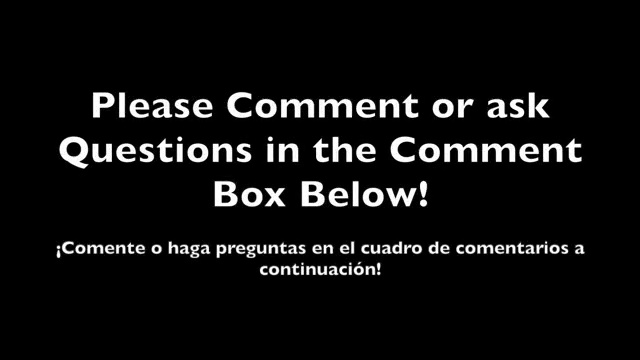 Please Comment or ask
Questions in the Comment
Box Below!
¡Comente o haga preguntas en el cuadro de comentarios a
continuación!